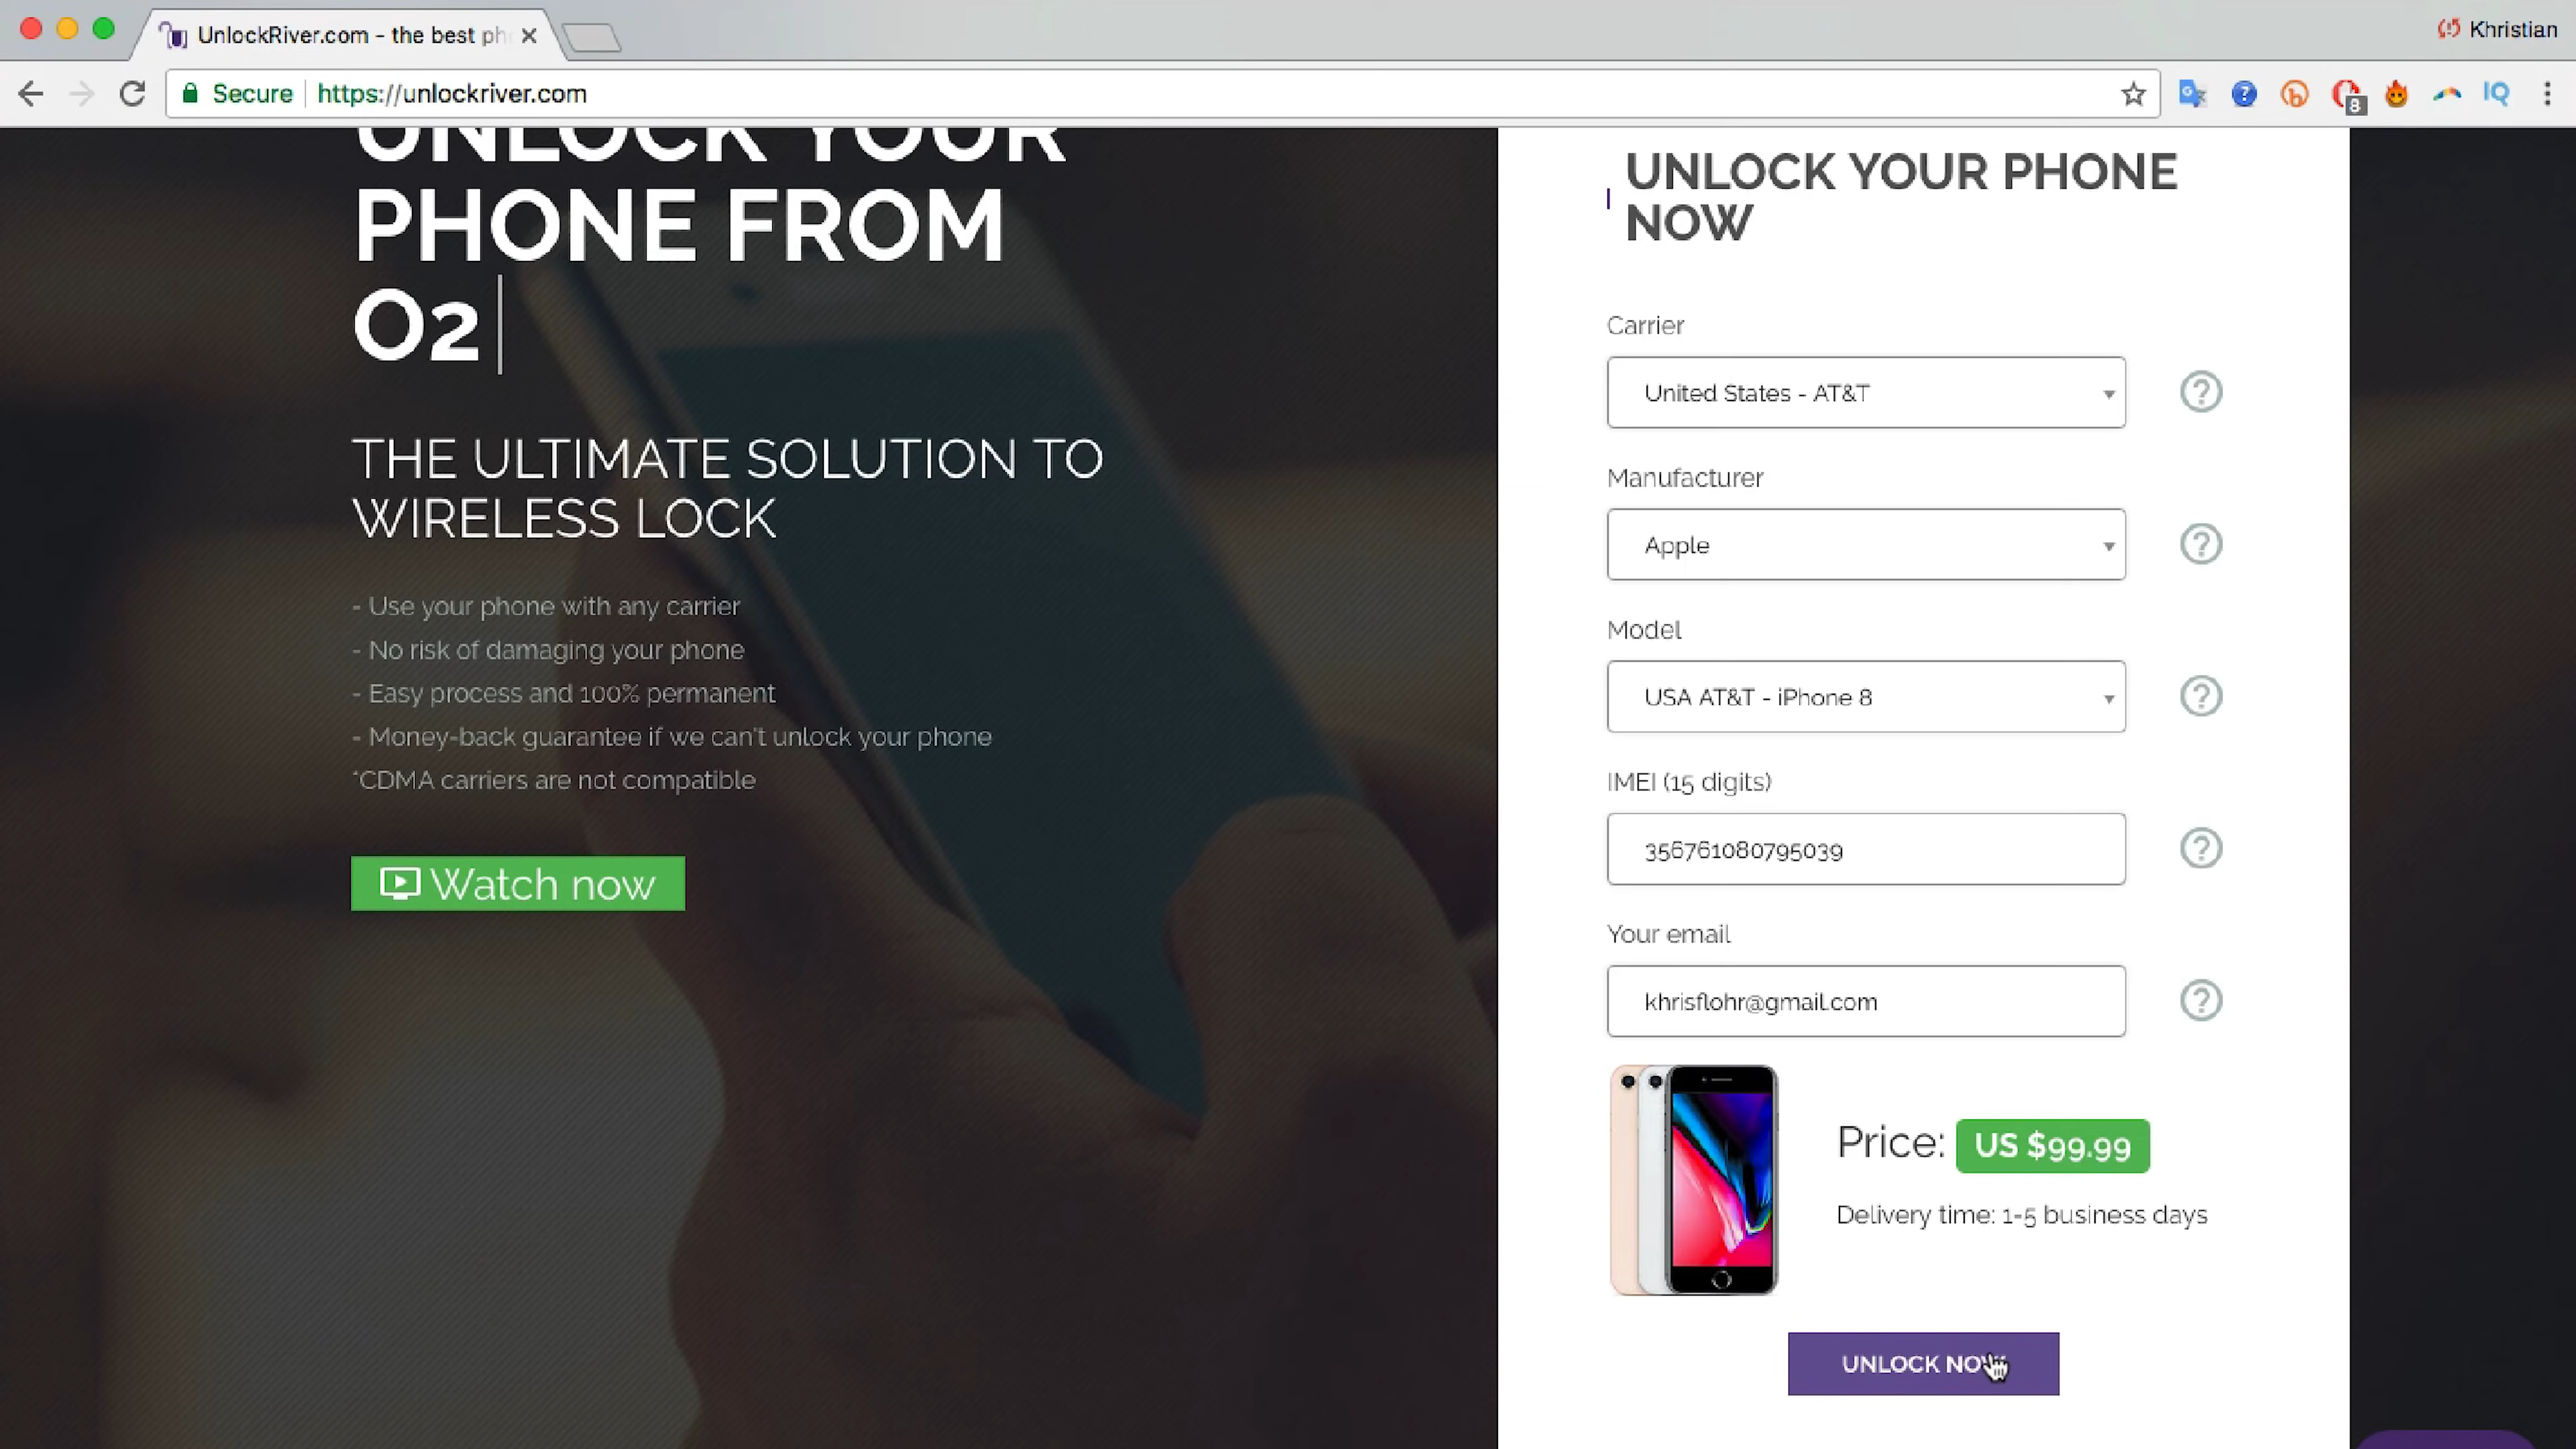 UnlockRiver.com - the best ph
Khristian
Secure
https://unlockriver.com
8
IQ
UNLOCK YOUR
PHONE FROM
O2
THE ULTIMATE SOLUTION TO
WIRELESS LOCK
- Use your phone with any carrier
- No risk of damaging your phone
- Easy process and 100% permanent
- Money-back guarantee if we can't unlock your phone
*CDMA carriers are not compatible
Watch now
UNLOCK YOUR PHONE
NOW
Carrier
United States - AT&T
Manufacturer
Apple
Model
USA AT&T - iPhone 8
IMEI (15 digits)
356761080795039
Your email
khrisflohr@gmail.com
Price: US $99.99
Delivery time: 1-5 business days
UNLOCK NOW